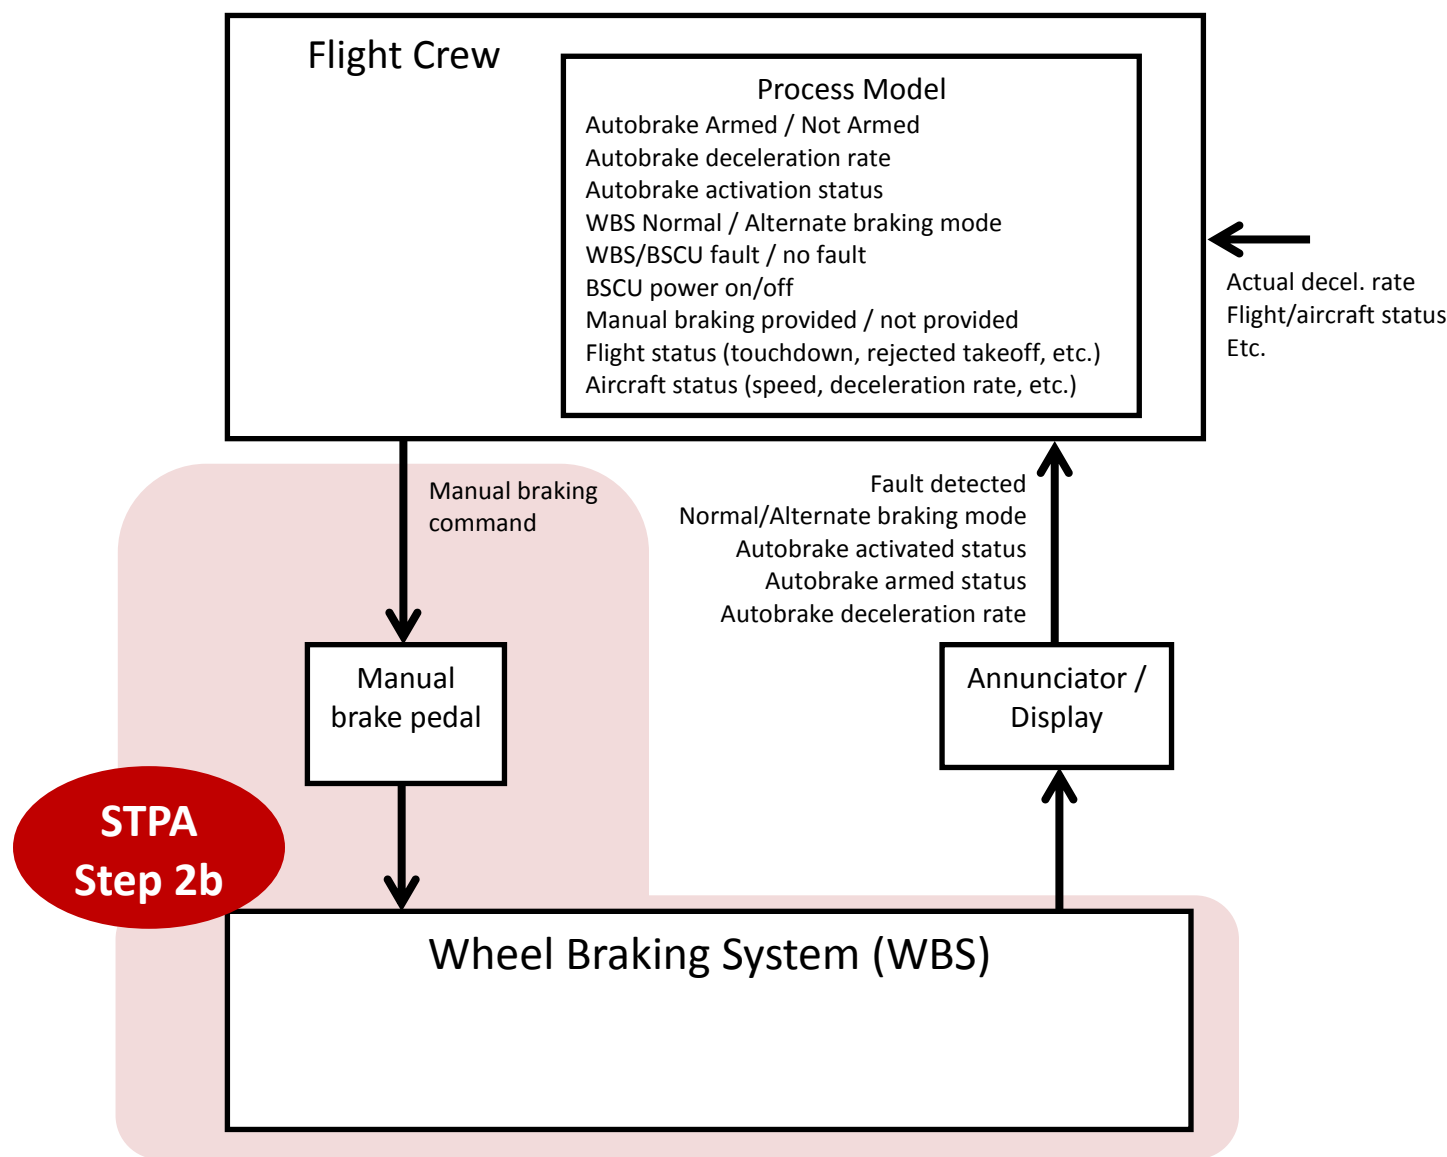 Flight Crew
Process Model
Autobrake Armed / Not Armed
Autobrake deceleration rate
Autobrake activation status
WBS Normal / Alternate braking mode
WBS/BSCU fault / no fault
BSCU power on/off
Manual braking provided / not provided
Flight status (touchdown, rejected takeoff, etc.)
Aircraft status (speed, deceleration rate, etc.)
Actual decel. rate
Flight/aircraft status
Etc.
Manual braking
command
Fault detected
Normal/Alternate braking mode
Autobrake activated status
Autobrake armed status
Autobrake deceleration rate
Manual
brake pedal
Annunciator /
Display
STPA
Step 2b
Wheel Braking System (WBS)